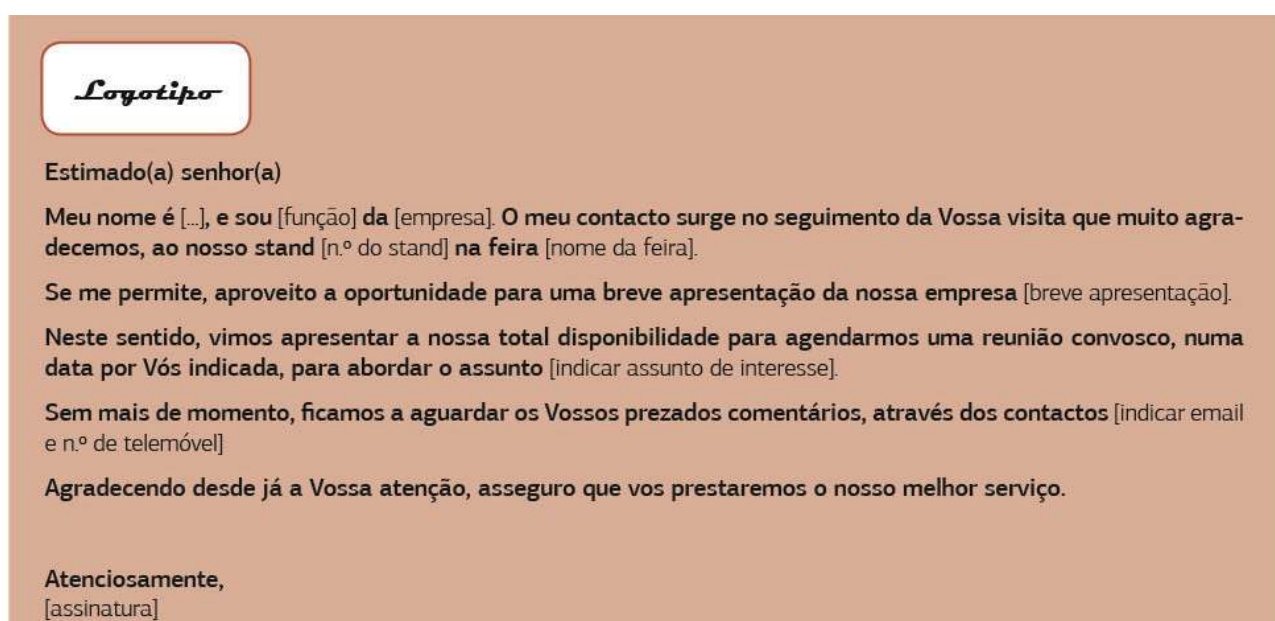 Logotipo
Estimado(a) senhor(a)
Meu nome é [...], e sou [função] da [empresa]. O meu contacto surge no seguimento da Vossa visita que muito agra-
decemos, ao nosso stand [n.º do stand] na feira [nome da feira].
Se me permite, aproveito a oportunidade para uma breve apresentação da nossa empresa [breve apresentação].
Neste sentido, vimos apresentar a nossa total disponibilidade para agendarmos uma reunião convosco, numa
data por Vós indicada, para abordar o assunto [indicar assunto de interesse].
Sem mais de momento, ficamos a aguardar os Vossos prezados comentários, através dos contactos [indicar email
e n.º de telemóvel]
Agradecendo desde já a Vossa atenção, asseguro que vos prestaremos o nosso melhor serviço.
Atenciosamente,
[assinatura]